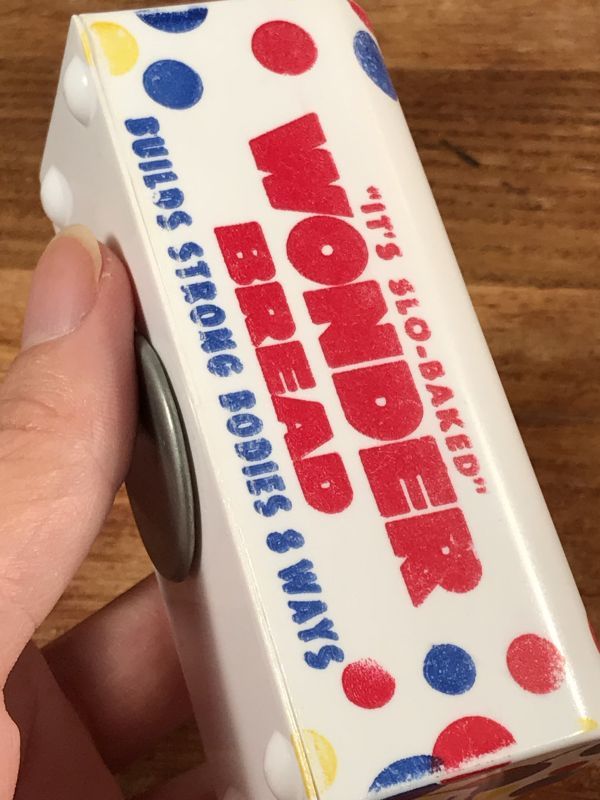 "IT'S SLO-BAKED"
WONDER
BREAD
BUILDS STRONG BODIES 8 WAYS